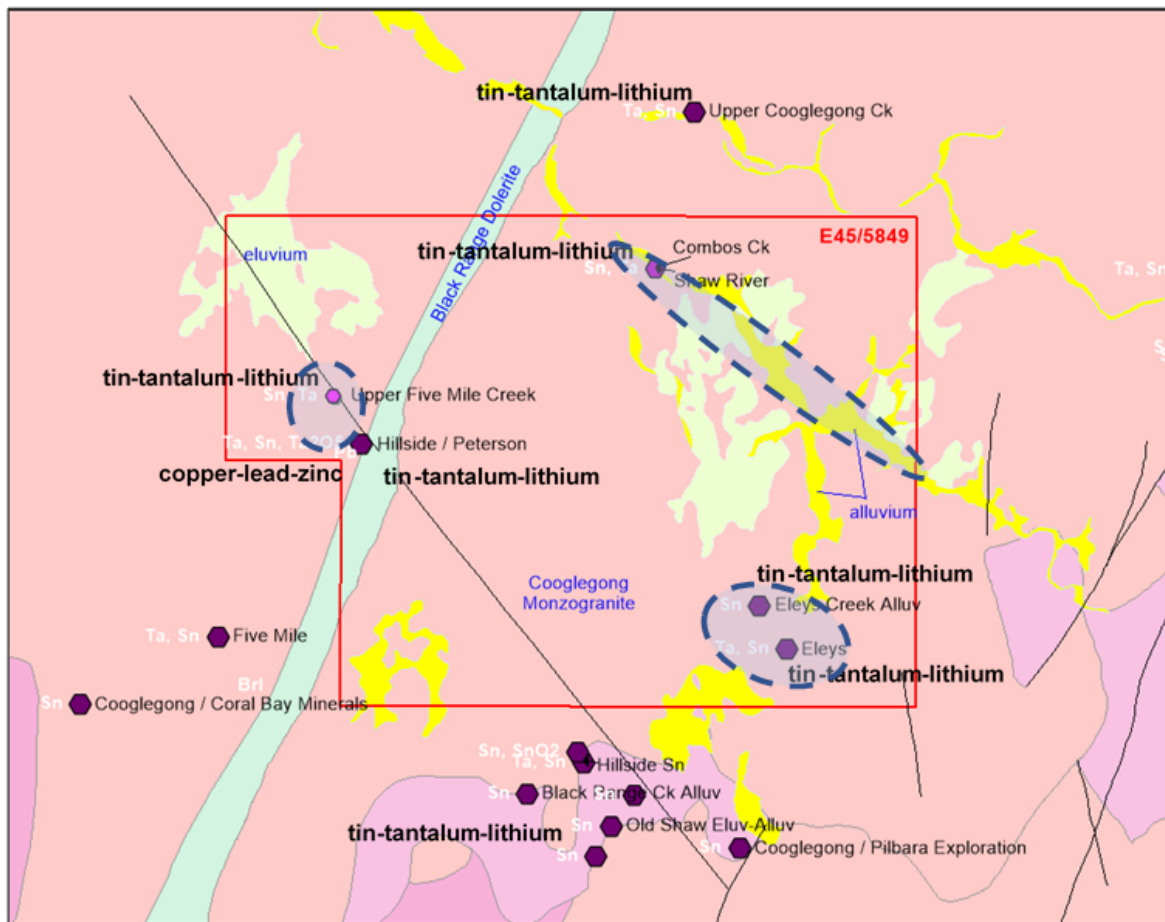 tin-tantalum-lithium
Ta, Sn
Upper Cooglegong Ck
Black Range Dolerite
E45/5849
eluvium
tin-tantalum-lithium
Combos Ck
Sn, Ta
Shaw River
Ta, Sn
tin-tantalum-lithium
Sn, Ta
Upper Five Mile Creek
Ta, Sn, Ta2O5
Hillside / Peterson
Pb
copper-lead-zinc
tin-tantalum-lithium
alluvium
Cooglegong
Monzogranite
tin-tantalum-lithium
Sn
Eleys Creek Alluv
Ta, Sn
Eleys
tin-tantalum-lithium
Ta, Sn
Five Mile
Brl
Sn
Cooglegong / Coral Bay Minerals
Sn, SnO2
Ta, Sn
Hillside Sn
Sn
Black Range Ck Alluv
Sn
tin-tantalum-lithium
Sn
Old Shaw Eluv-Alluv
Sn
Sn
Cooglegong / Pilbara Exploration